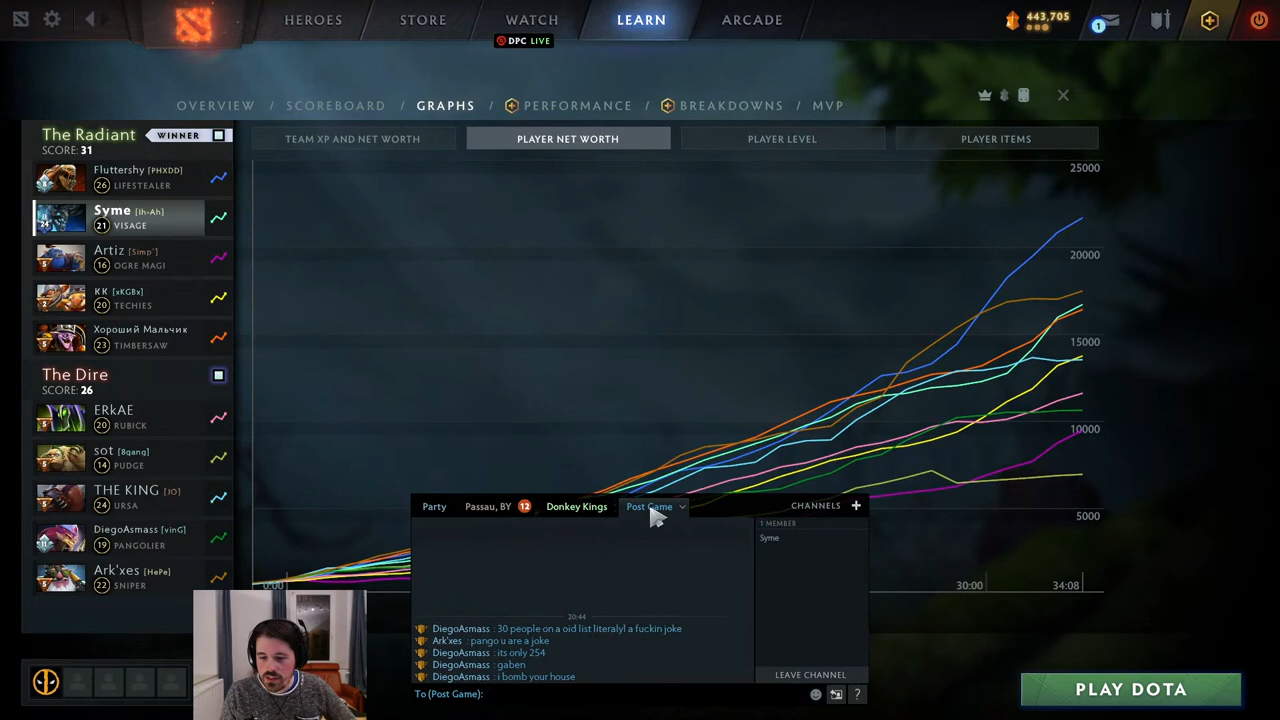 HEROES
STORE
WATCH
LEARN
ARCADE
443,705
1
DPC LIVE
OVERVIEW / SCOREBOARD / GRAPHS / PERFORMANCE / BREAKDOWNS / MVP
The Radiant
WINNER
SCORE: 31
TEAM XP AND NET WORTH
PLAYER NET WORTH
PLAYER LEVEL
PLAYER ITEMS
Fluttershy [PHXDD]
26 LIFESTEALER
Syme [Ih-Ah]
21 VISAGE
Artiz [Simp']
16 OGRE MAGI
KK [xKGBx]
20 TECHIES
Хороший Мальчик
23 TIMBERSAW
The Dire
SCORE: 26
ERkAE
20 RUBICK
sot [8gang]
14 PUDGE
THE KING [JO]
24 URSA
DiegoAsmass [vinG]
19 PANGOLIER
Ark'xes [HePe]
22 SNIPER
25000
20000
15000
10000
5000
0:00
30:00
34:08
Party
Passau, BY 12
Donkey Kings
Post Game
CHANNELS +
1 MEMBER
Syme
20:44
DiegoAsmass : 30 people on a oid list literalyl a fuckin joke
Ark'xes : pango u are a joke
DiegoAsmass : its only 254
DiegoAsmass : gaben
DiegoAsmass : i bomb your house
LEAVE CHANNEL
To (Post Game):
?
PLAY DOTA